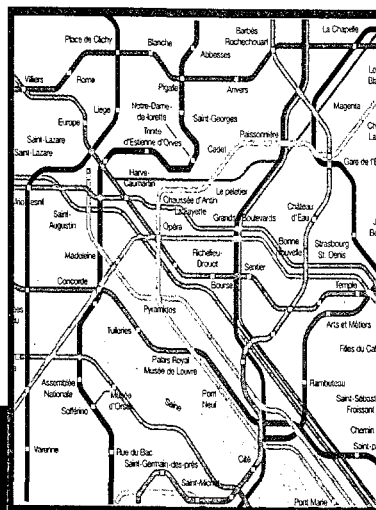 Barbès
Rochechouart
La Chapelle
Place de Clichy
Blanche
Abbesses
Villiers
Rome
Pigalle
Anvers
Liege
Notre-Dame-
de-lorette
Saint-Georges
Magenta
Europe
Trinité
d'Estienne d'Orves
Poissonnière
Cadet
Saint-Lazare
Saint-Lazare
Gare de l'E
Havre-
Caumartin
Le peletier
Chaussée d'Antin
Lafayette
Saint-
Augustin
Grands Boulevards
Château
d'Eau
Opéra
Madeleine
Richelieu-
Drouot
Bonne
Nouvelle
Strasbourg
St. Denis
Concorde
Bourse
Sentier
Temple
Pyramides
Arts et Métiers
Tuileries
Palais Royal
Musée de Louvre
Filles du Calv
Assemblée
Nationale
Musée
d'Orsay
Seine
Pont
Neuf
Rambuteau
Solférino
Saint-Sébast
Froissart
Chemin
Varenne
Rue du Bac
Saint-Germain-des-prés
Cité
Saint-p
Saint-Michel
Pont Marie